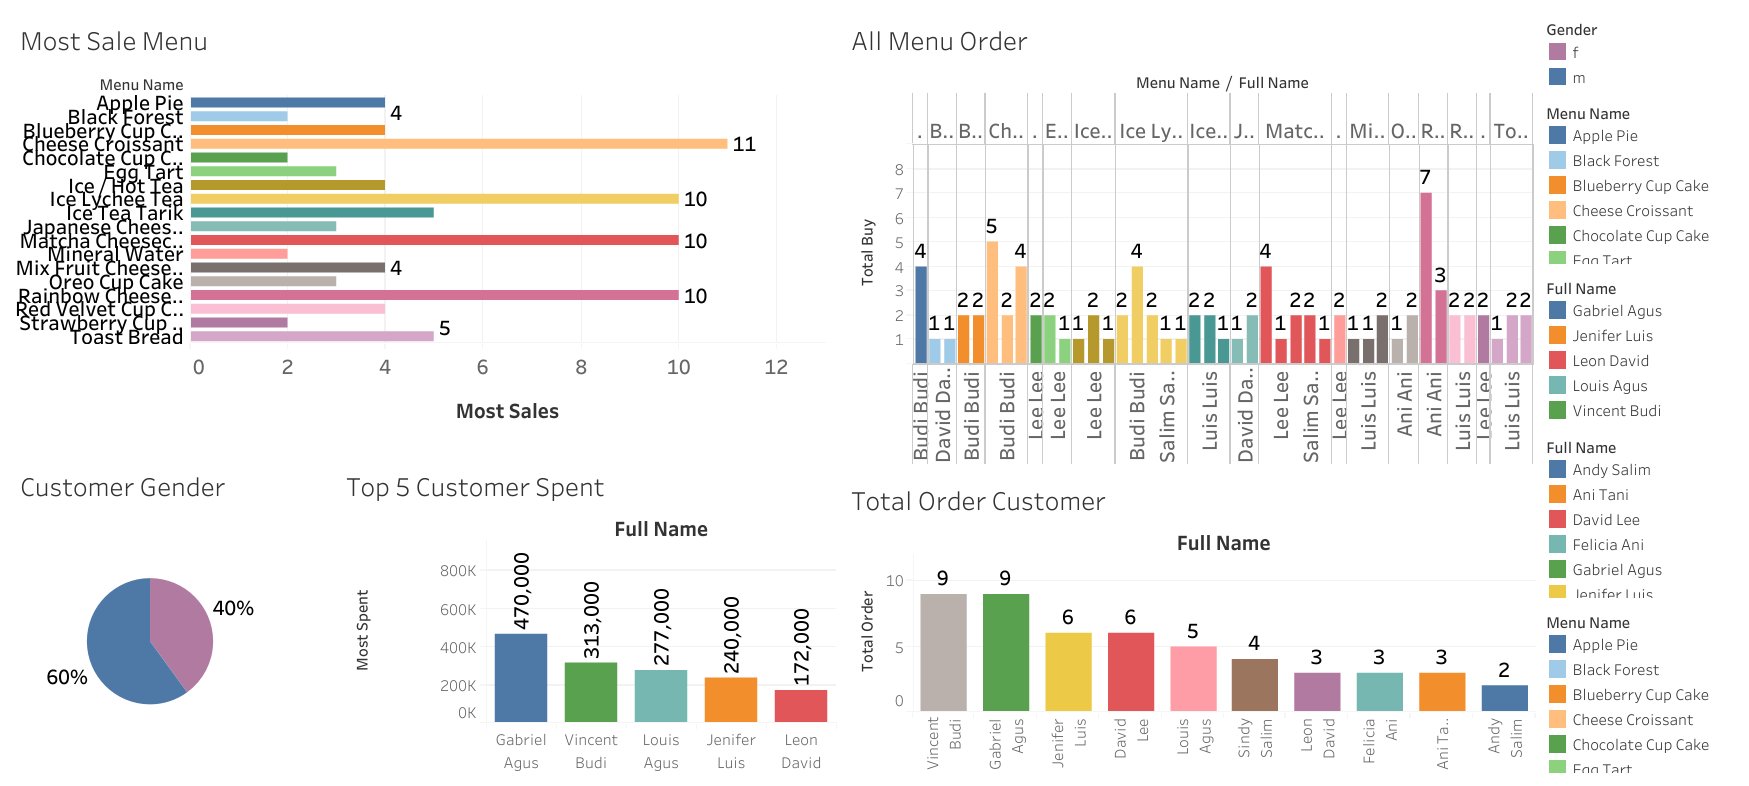 Most Sale Menu
Menu Name
Apple Pie
Black Forest
Blueberry Cup C..
Cheese Croissant
Chocolate Cup C..
Egg Tart
Ice / Hot Tea
Ice Lychee Tea
Ice Tea Tarik
Japanese Chees..
Matcha Cheesec..
Mineral Water
Mix Fruit Cheese..
Oreo Cup Cake
Rainbow Cheese..
Red Velvet Cup C..
Strawberry Cup ..
Toast Bread
4
11
10
10
4
10
5
0 2 4 6 8 10 12
Most Sales
All Menu Order
Menu Name / Full Name
. B.. B.. Ch.. . E.. Ice.. Ice Ly.. Ice.. J.. Matc.. . Mi.. O.. R.. R.. . To..
Total Buy
8
7
6
5
4
3
2
1
4 1 1 2 2 5 2 4 2 2 1 1 2 1 2 4 2 1 1 2 2 1 1 2 4 1 2 2 1 2 1 1 2 1 2 7 3 2 2 2 1 2 2
Budi Budi
David Da..
Budi Budi
Budi Budi
Lee Lee
Lee Lee
Lee Lee
Budi Budi
Salim Sa..
Luis Luis
David Da..
Lee Lee
Salim Sa..
Lee Lee
Luis Luis
Ani Ani
Ani Ani
Luis Luis
Lee Lee
Luis Luis
Customer Gender
40%
60%
Top 5 Customer Spent
Full Name
Most Spent
800K
600K
400K
200K
0K
470,000
313,000
277,000
240,000
172,000
Gabriel Agus
Vincent Budi
Louis Agus
Jenifer Luis
Leon David
Total Order Customer
Full Name
Total Order
10
5
0
9 9 6 6 5 4 3 3 3 2
Vincent Budi
Gabriel Agus
Jenifer Luis
David Lee
Louis Agus
Sindy Salim
Leon David
Felicia Ani
Ani Ta..
Andy Salim
Gender
f
m
Menu Name
Apple Pie
Black Forest
Blueberry Cup Cake
Cheese Croissant
Chocolate Cup Cake
Egg Tart
Full Name
Gabriel Agus
Jenifer Luis
Leon David
Louis Agus
Vincent Budi
Full Name
Andy Salim
Ani Tani
David Lee
Felicia Ani
Gabriel Agus
Jenifer Luis
Menu Name
Apple Pie
Black Forest
Blueberry Cup Cake
Cheese Croissant
Chocolate Cup Cake
Egg Tart